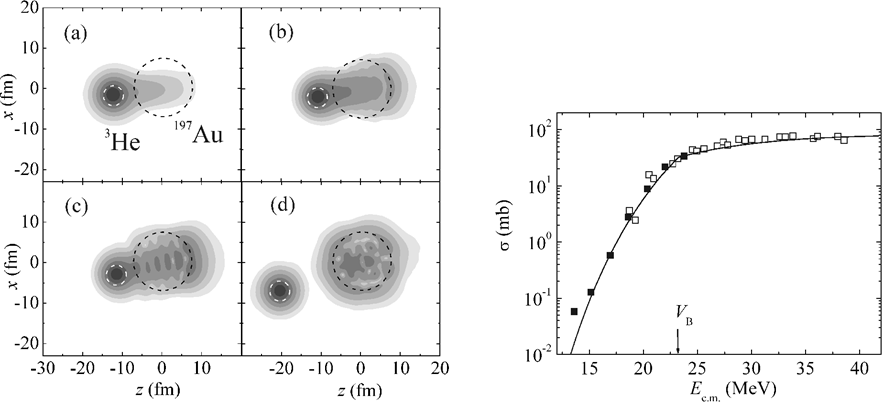 20
10
0
-10
-20
x (fm)
(a)
³He
¹⁹⁷Au
(b)
20
10
0
-10
-20
x (fm)
(c)
(d)
-30 -20 -10 0 10
z (fm)
-20 -10 0 10 20
z (fm)
10²
10¹
10⁰
10⁻¹
10⁻²
σ (mb)
V_B
15 20 25 30 35 40
E_c.m. (MeV)